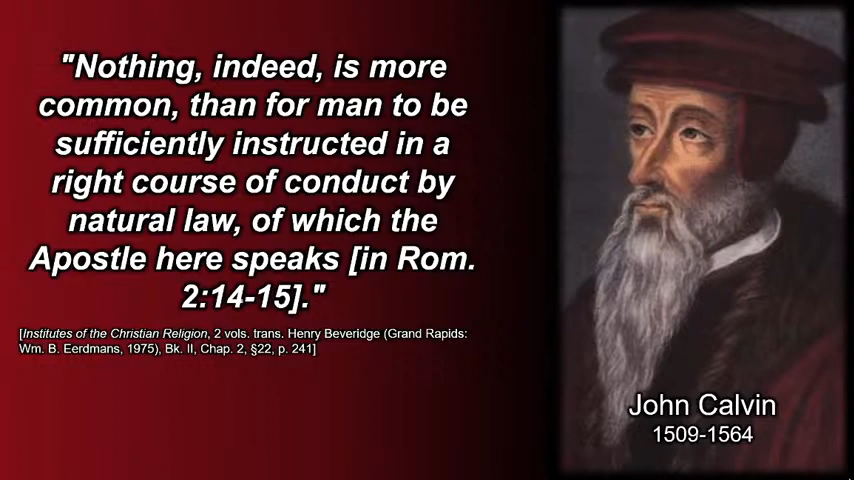 "Nothing, indeed, is more
common, than for man to be
sufficiently instructed in a
right course of conduct by
natural law, of which the
Apostle here speaks [in Rom.
2:14-15]."
[Institutes of the Christian Religion, 2 vols. trans. Henry Beveridge (Grand Rapids:
Wm. B. Eerdmans, 1975), Bk. II, Chap. 2, §22, p. 241]
John Calvin
1509-1564